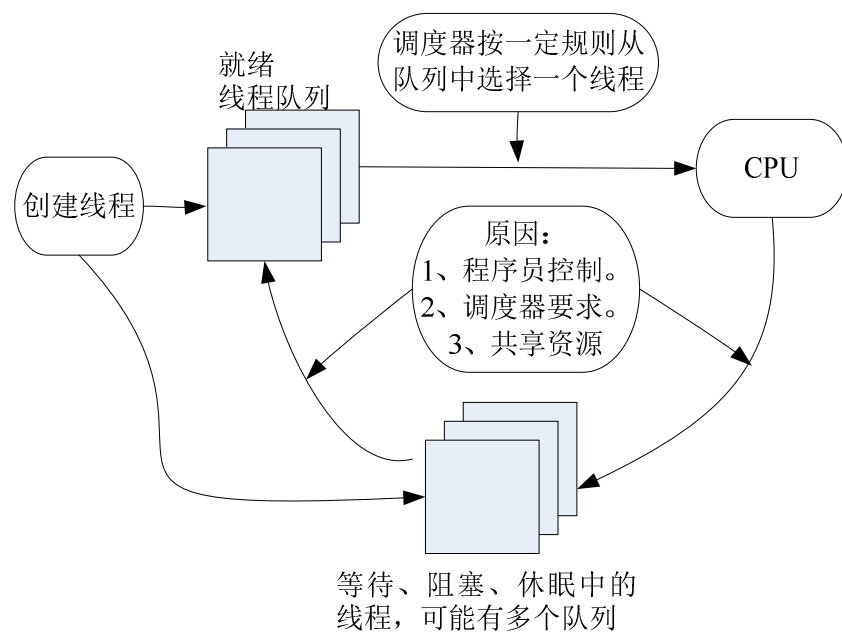 调度器按一定规则从
队列中选择一个线程
就绪
线程队列
CPU
创建线程
原因：
1、程序员控制。
2、调度器要求。
3、共享资源
等待、阻塞、休眠中的
线程，可能有多个队列